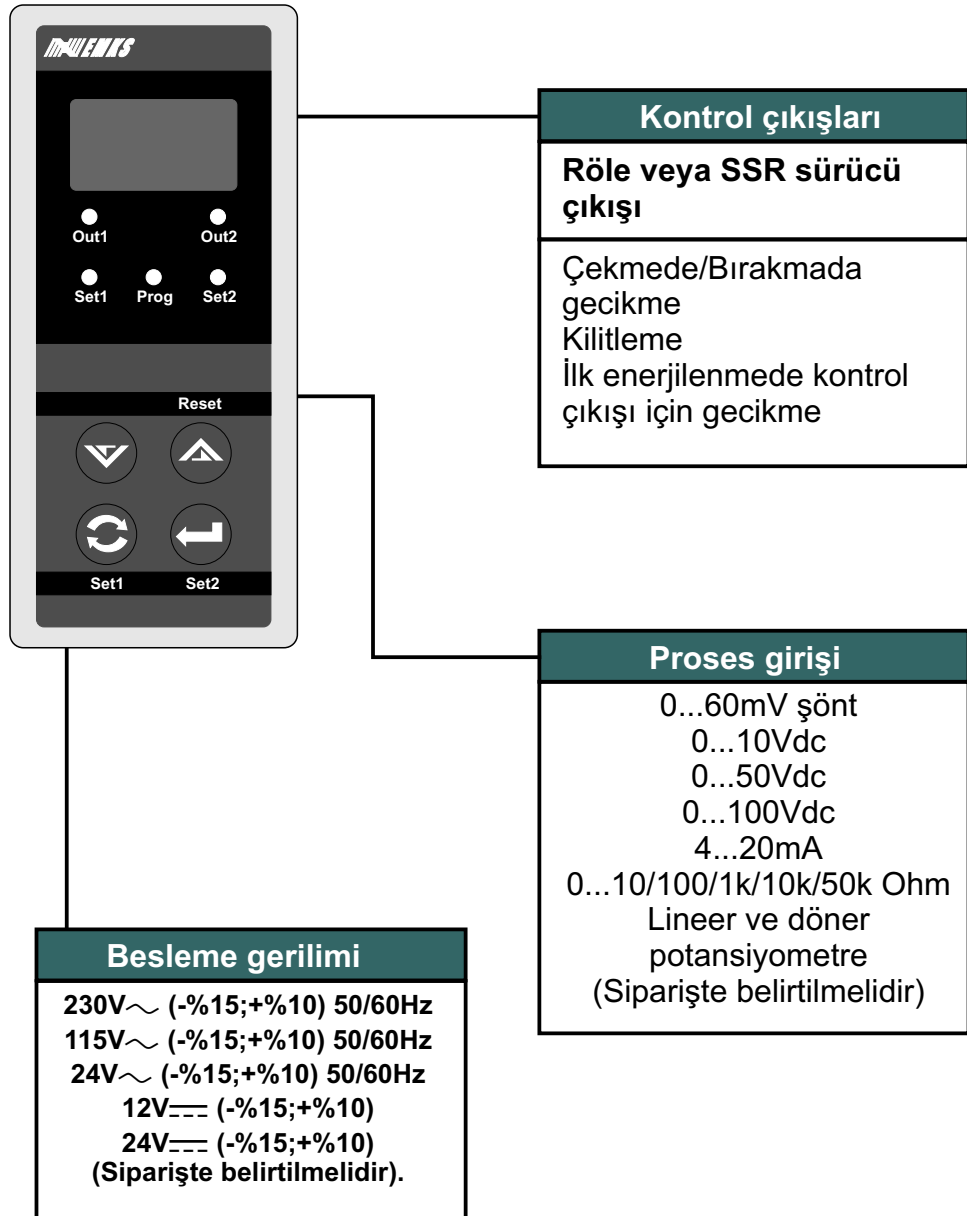 Out1 Out2
Set1 Prog Set2
Reset
Set1 Set2
Kontrol çıkışları
Röle veya SSR sürücü
çıkışı
Çekmede/Bırakmada
gecikme
Kilitleme
İlk enerjilenmede kontrol
çıkışı için gecikme
Proses girişi
0...60mV şönt
0...10Vdc
0...50Vdc
0...100Vdc
4...20mA
0...10/100/1k/10k/50k Ohm
Lineer ve döner
potansiyometre
(Siparişte belirtilmelidir)
Besleme gerilimi
230V～ (-%15;+%10) 50/60Hz
115V～ (-%15;+%10) 50/60Hz
24V～ (-%15;+%10) 50/60Hz
12V⎓ (-%15;+%10)
24V⎓ (-%15;+%10)
(Siparişte belirtilmelidir).